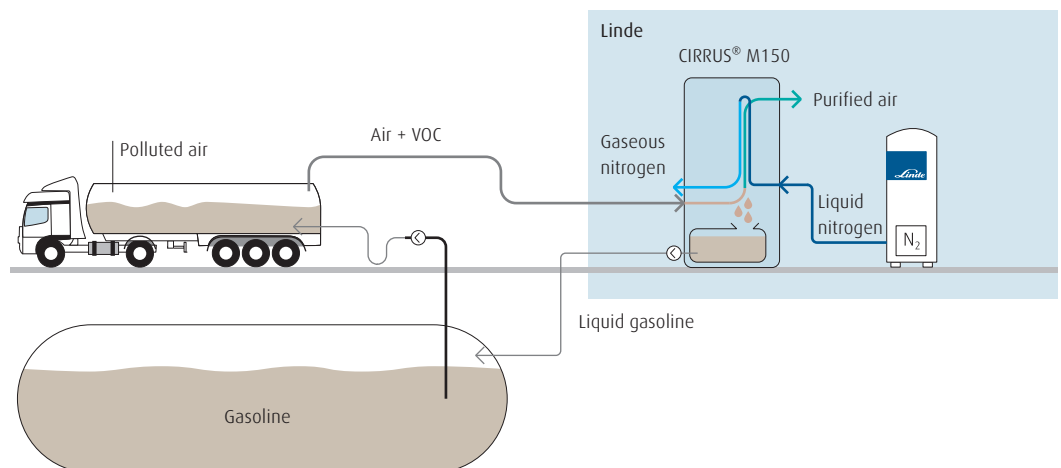 Linde
CIRRUS® M150
Purified air
Air + VOC
Polluted air
Gaseous
nitrogen
Linde
Liquid
nitrogen
N₂
Liquid gasoline
Gasoline